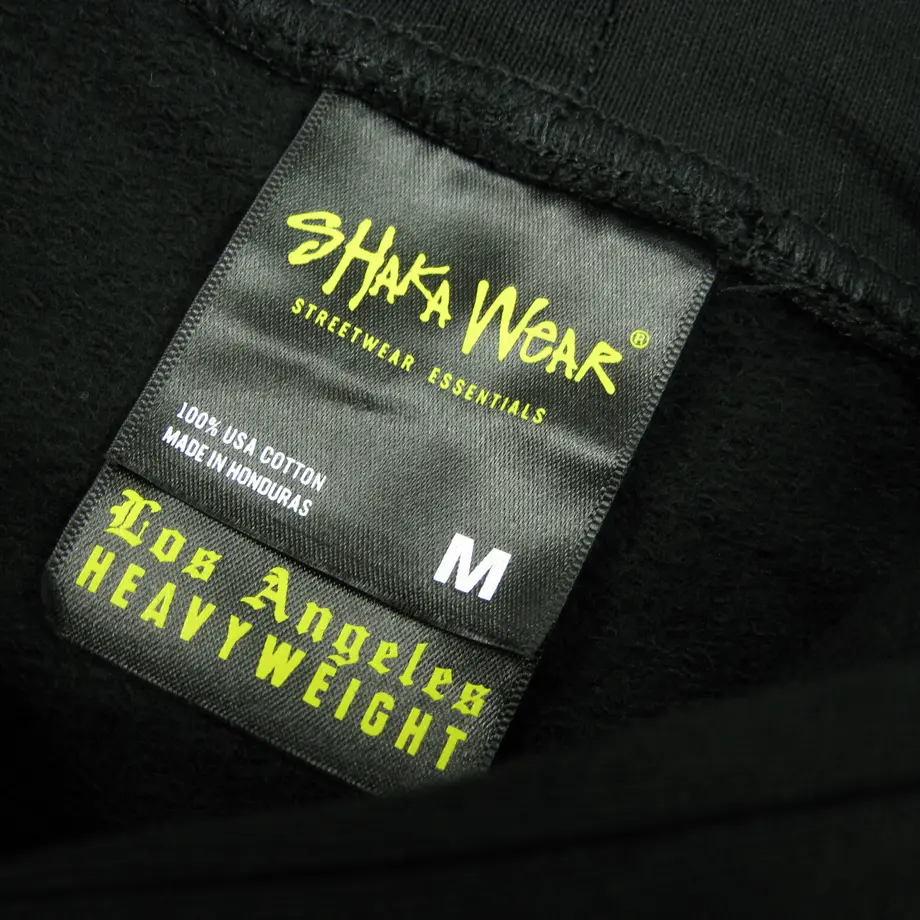 SHAKA WEAR®
STREETWEAR ESSENTIALS
100% USA COTTON
MADE IN HONDURAS
M
Los Angeles
HEAVYWEIGHT